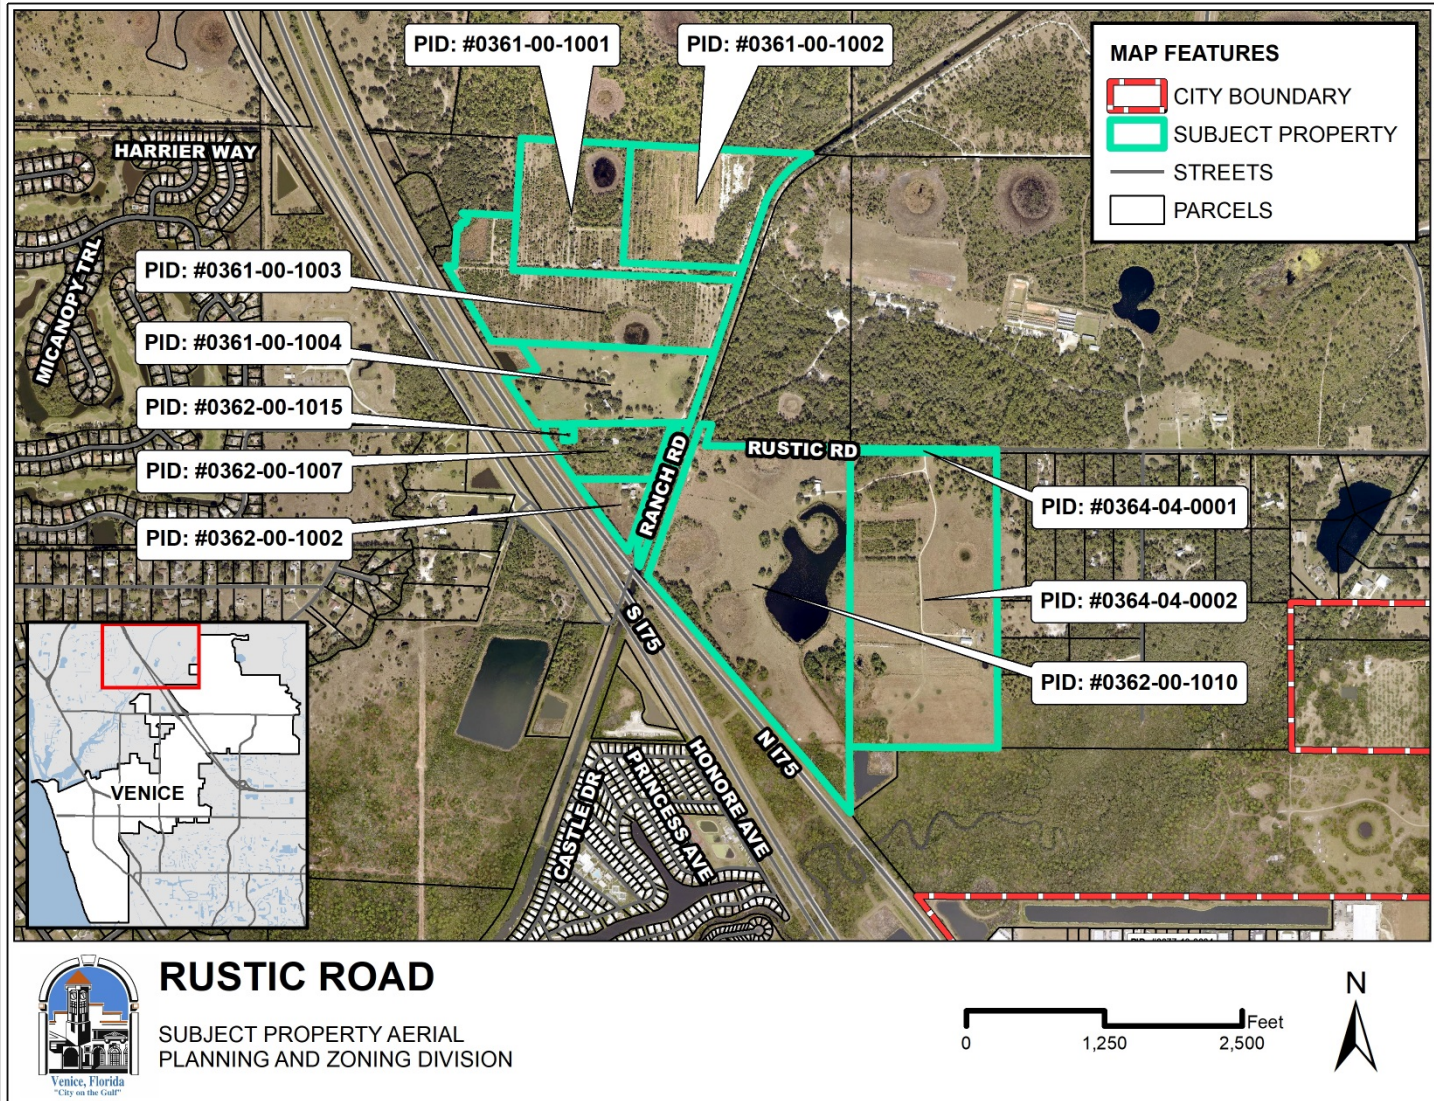 PID: #0361-00-1001
PID: #0361-00-1002
MAP FEATURES
CITY BOUNDARY
SUBJECT PROPERTY
STREETS
PARCELS
HARRIER WAY
MICANOPY TRL
PID: #0361-00-1003
PID: #0361-00-1004
PID: #0362-00-1015
PID: #0362-00-1007
PID: #0362-00-1002
RANCH RD
RUSTIC RD
PID: #0364-04-0001
PID: #0364-04-0002
PID: #0362-00-1010
S I75
N I75
HONORE AVE
PRINCESS AVE
CASTLE DR
VENICE
RUSTIC ROAD
SUBJECT PROPERTY AERIAL
PLANNING AND ZONING DIVISION
Venice, Florida
"City on the Gulf"
Feet
0 1,250 2,500
N